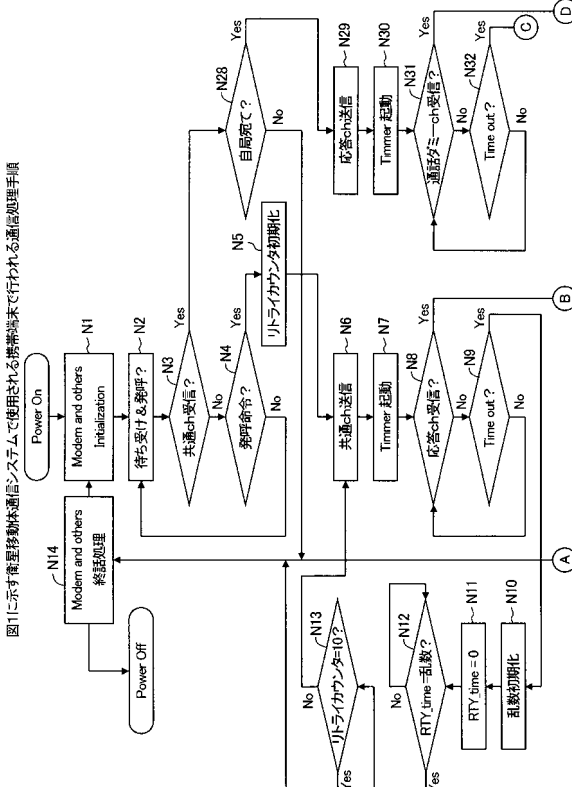 図1に示す衛星移動体通信システムで使用される携帯端末で行われる通信処理手順
Power On
Modem and others
Initialization
N1
待ち受け & 発呼?
N2
共通ch受信?
N3
Yes
No
発呼命令?
N4
Yes
No
リトライカウンタ初期化
N5
共通ch送信
N6
Timmer 起動
N7
応答ch受信?
N8
Yes
No
Time out ?
N9
Yes
No
乱数初期化
N10
RTY_time = 0
N11
RTY_time =乱数?
N12
No
Yes
リトライカウンタ=10?
N13
No
Yes
Modem and others
終話処理
N14
Power Off
自局宛て?
N28
Yes
No
応答ch送信
N29
Timmer 起動
N30
通話ダミーch受信?
N31
Yes
No
Time out ?
N32
Yes
No
A
B
C
D